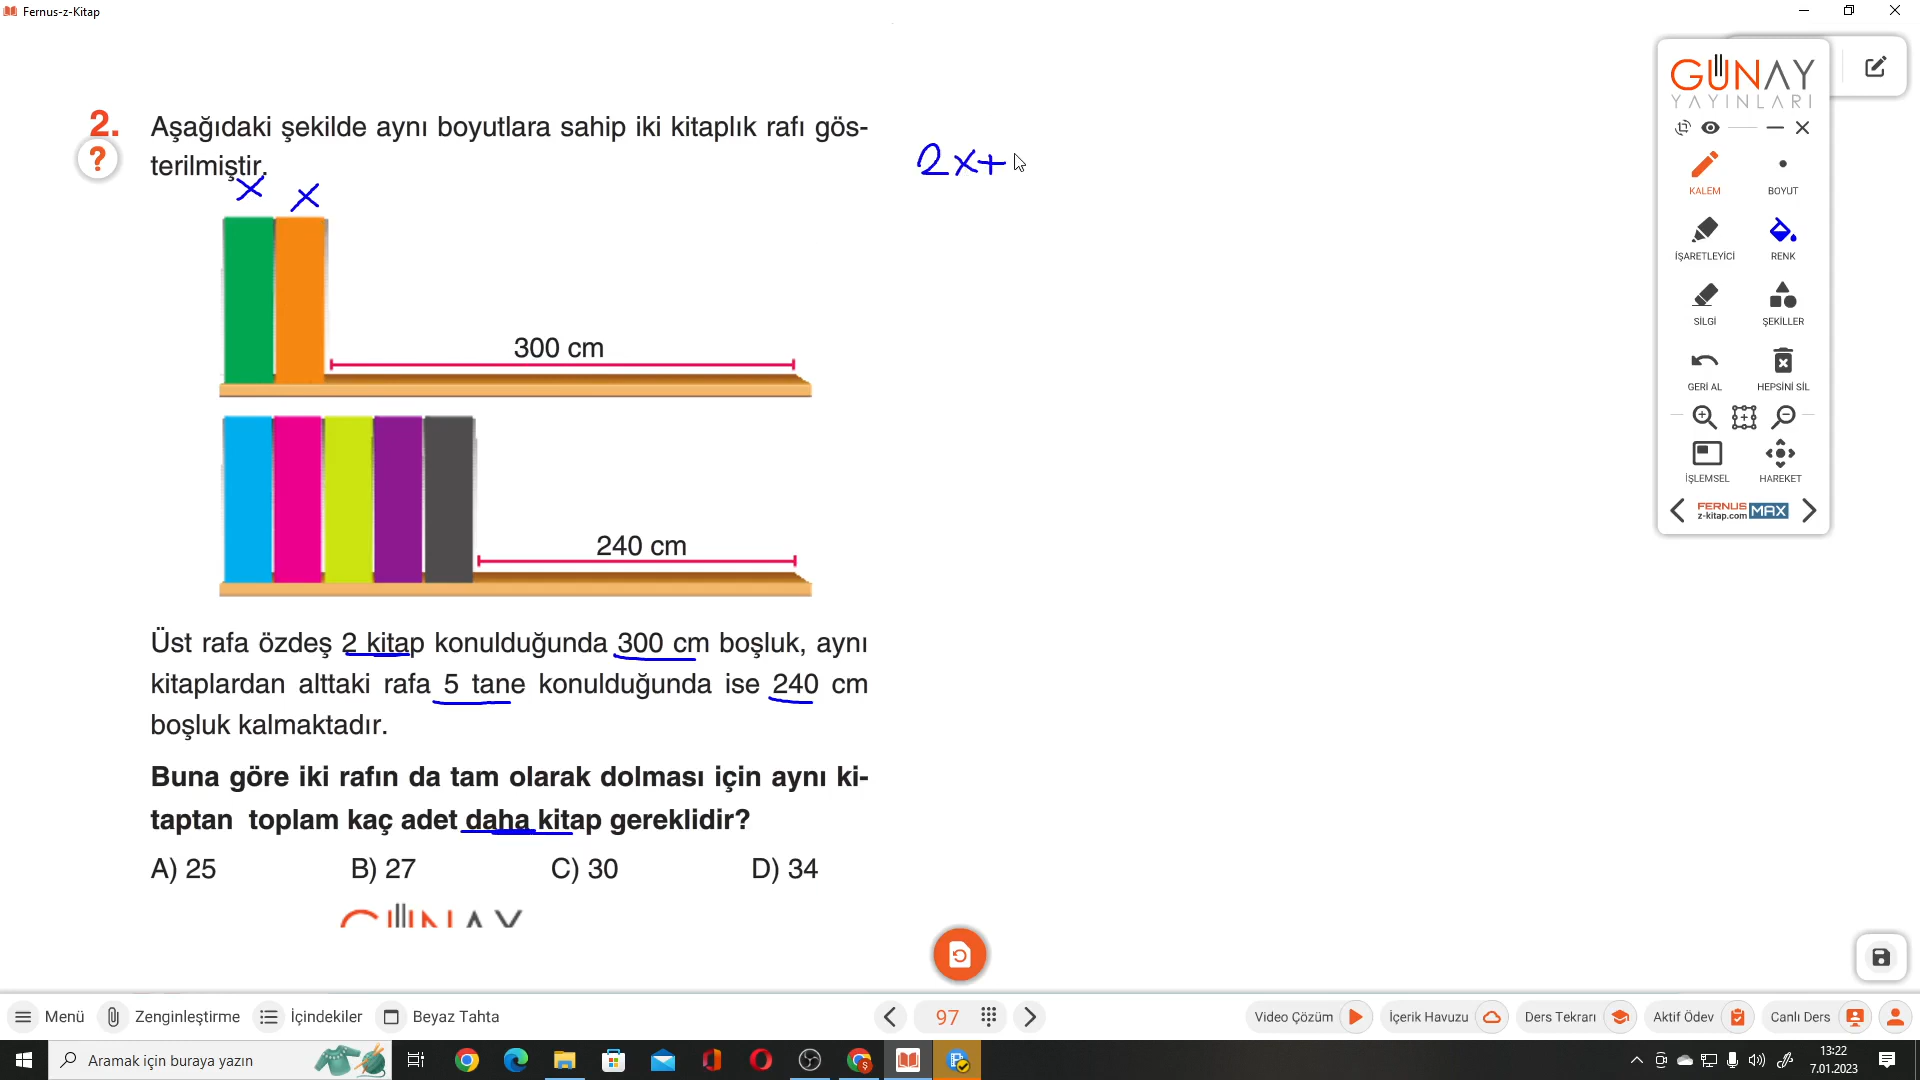 Fernus-z-Kitap
GÜNAY
YAYINLARI
2. Aşağıdaki şekilde aynı boyutlara sahip iki kitaplık rafı gös-
? terilmiştir.
2x+
x x
300 cm
240 cm
Üst rafa özdeş 2 kitap konulduğunda 300 cm boşluk, aynı
kitaplardan alttaki rafa 5 tane konulduğunda ise 240 cm
boşluk kalmaktadır.
Buna göre iki rafın da tam olarak dolması için aynı ki-
taptan toplam kaç adet daha kitap gereklidir?
A) 25 B) 27 C) 30 D) 34
GÜNAY
KALEM BOYUT
İŞARETLEYİCİ RENK
SİLGİ ŞEKİLLER
GERİ AL HEPSİNİ SİL
İŞLEMSEL HAREKET
FERNUS
z-kitap.com MAX
Menü Zenginleştirme İçindekiler Beyaz Tahta 97 Video Çözüm İçerik Havuzu Ders Tekrarı Aktif Ödev Canlı Ders
Aramak için buraya yazın
13:22
7.01.2023